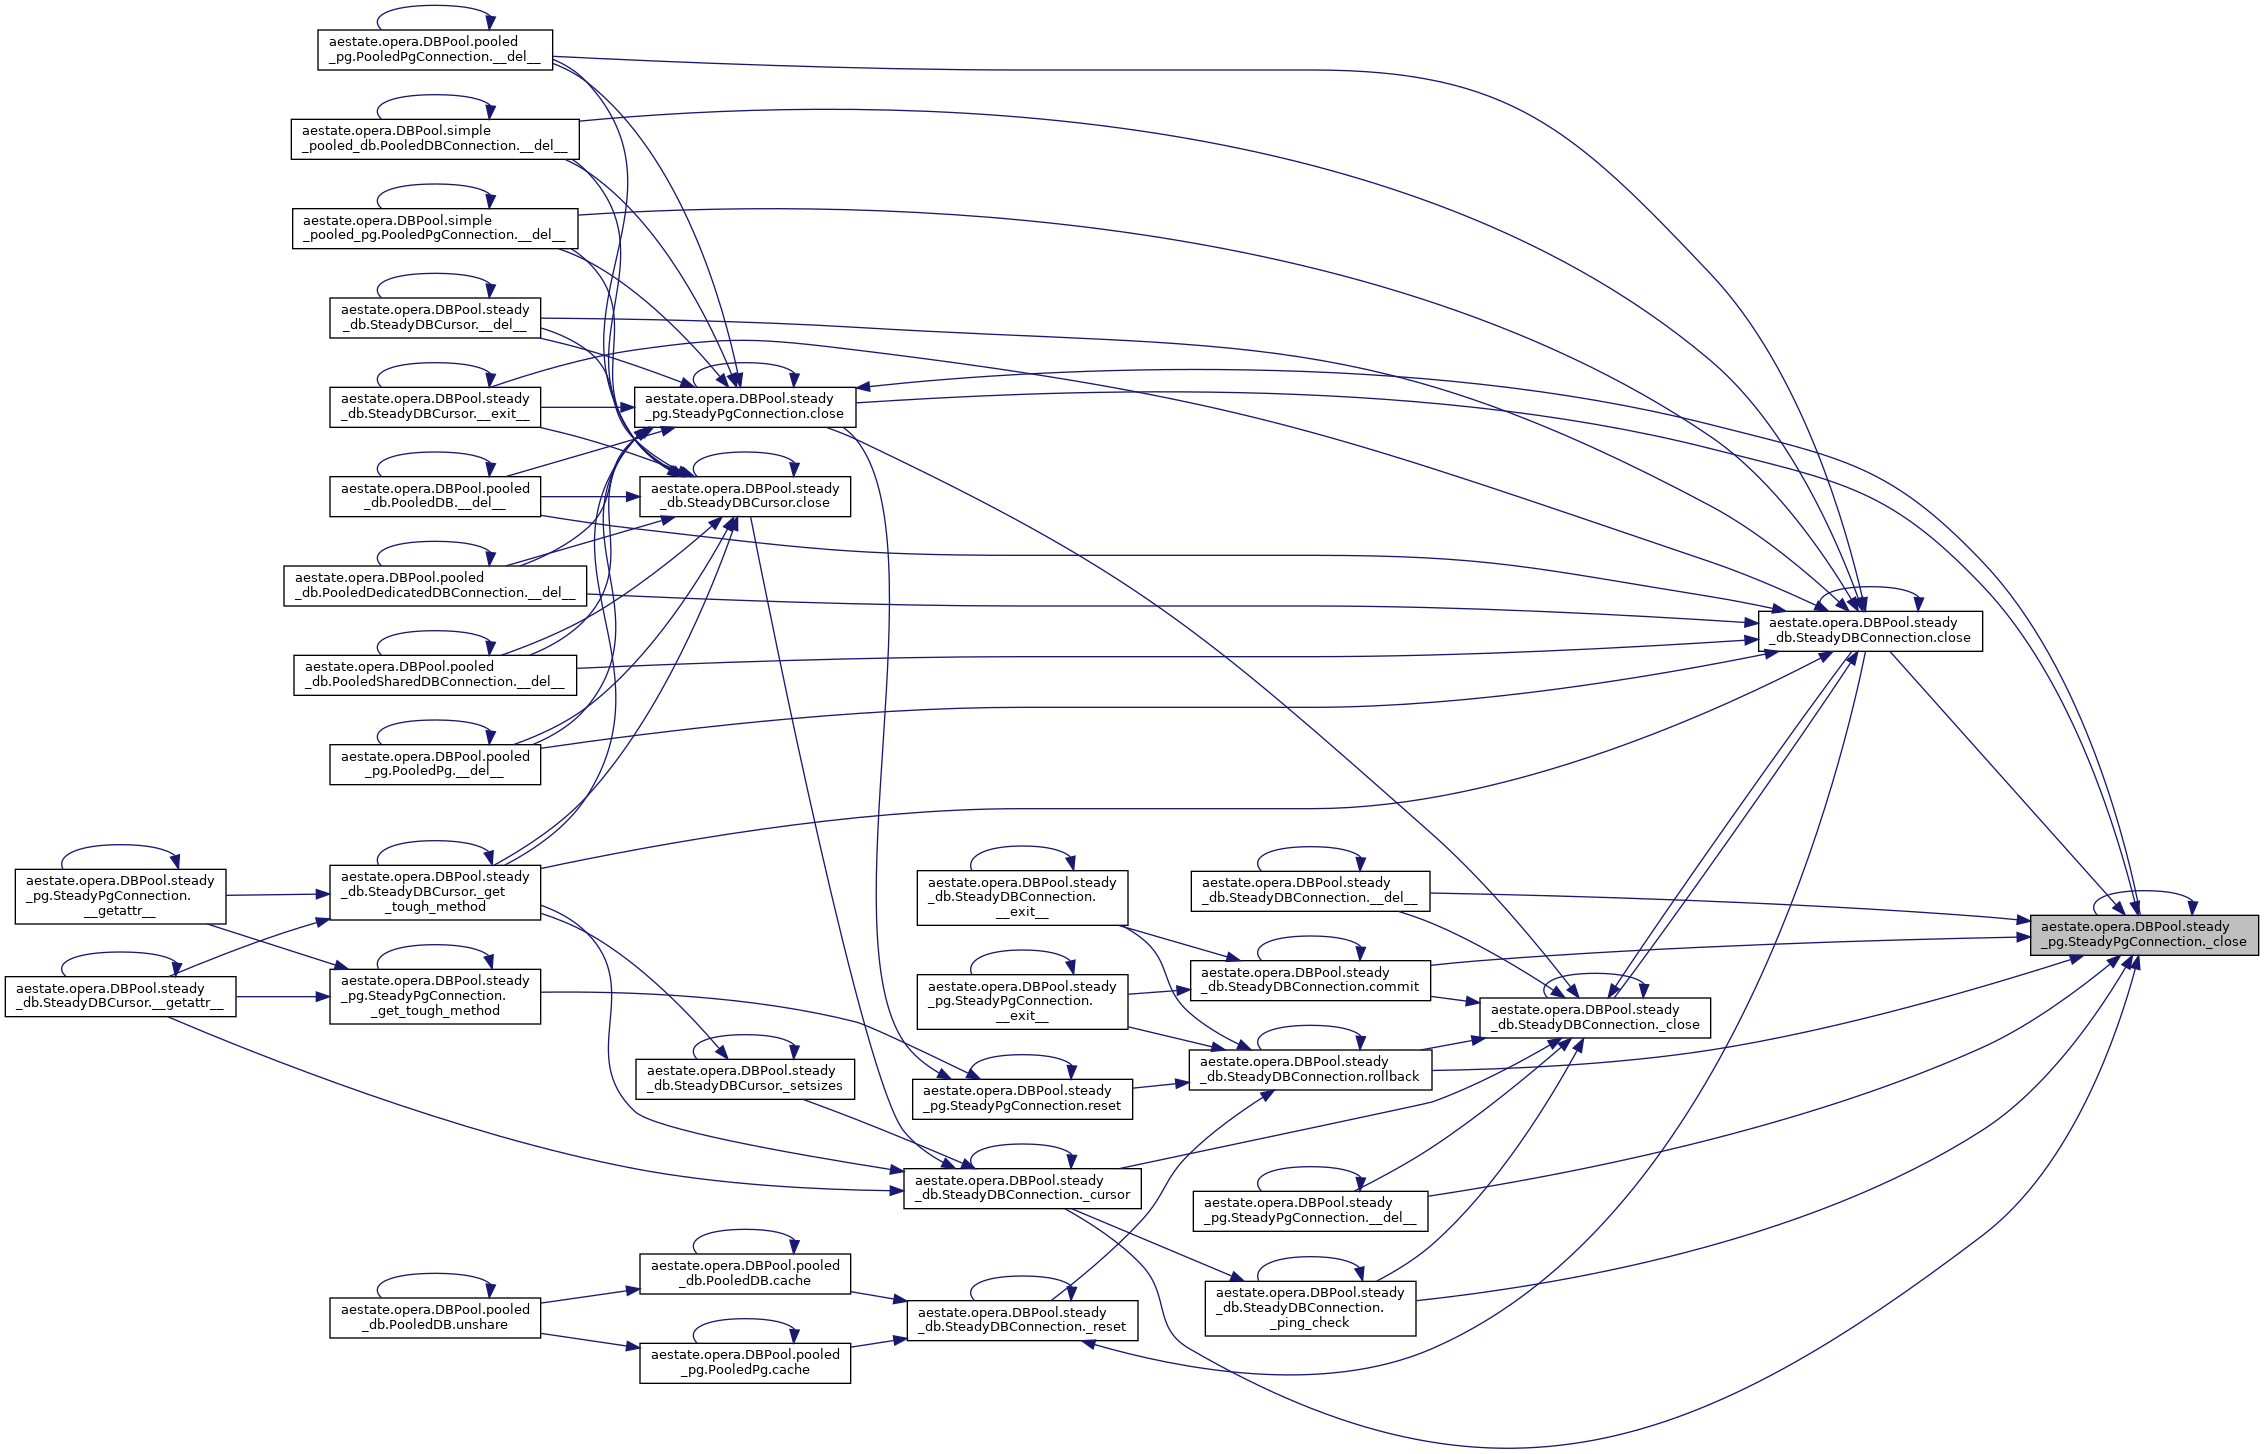 aestate.opera.DBPool.pooled
_pg.PooledPgConnection.__del__
aestate.opera.DBPool.simple
_pooled_db.PooledDBConnection.__del__
aestate.opera.DBPool.simple
_pooled_pg.PooledPgConnection.__del__
aestate.opera.DBPool.steady
_db.SteadyDBCursor.__del__
aestate.opera.DBPool.steady
_db.SteadyDBCursor.__exit__
aestate.opera.DBPool.steady
_pg.SteadyPgConnection.close
aestate.opera.DBPool.pooled
_db.PooledDB.__del__
aestate.opera.DBPool.steady
_db.SteadyDBCursor.close
aestate.opera.DBPool.pooled
_db.PooledDedicatedDBConnection.__del__
aestate.opera.DBPool.steady
_db.SteadyDBConnection.close
aestate.opera.DBPool.pooled
_db.PooledSharedDBConnection.__del__
aestate.opera.DBPool.pooled
_pg.PooledPg.__del__
aestate.opera.DBPool.steady
_pg.SteadyPgConnection.
__getattr__
aestate.opera.DBPool.steady
_db.SteadyDBCursor._get
_tough_method
aestate.opera.DBPool.steady
_db.SteadyDBConnection.
__exit__
aestate.opera.DBPool.steady
_db.SteadyDBConnection.__del__
aestate.opera.DBPool.steady
_pg.SteadyPgConnection._close
aestate.opera.DBPool.steady
_db.SteadyDBCursor.__getattr__
aestate.opera.DBPool.steady
_pg.SteadyPgConnection.
_get_tough_method
aestate.opera.DBPool.steady
_pg.SteadyPgConnection.
__exit__
aestate.opera.DBPool.steady
_db.SteadyDBConnection.commit
aestate.opera.DBPool.steady
_db.SteadyDBConnection._close
aestate.opera.DBPool.steady
_db.SteadyDBCursor._setsizes
aestate.opera.DBPool.steady
_pg.SteadyPgConnection.reset
aestate.opera.DBPool.steady
_db.SteadyDBConnection.rollback
aestate.opera.DBPool.steady
_db.SteadyDBConnection._cursor
aestate.opera.DBPool.steady
_pg.SteadyPgConnection.__del__
aestate.opera.DBPool.pooled
_db.PooledDB.cache
aestate.opera.DBPool.pooled
_db.PooledDB.unshare
aestate.opera.DBPool.steady
_db.SteadyDBConnection._reset
aestate.opera.DBPool.steady
_db.SteadyDBConnection.
_ping_check
aestate.opera.DBPool.pooled
_pg.PooledPg.cache